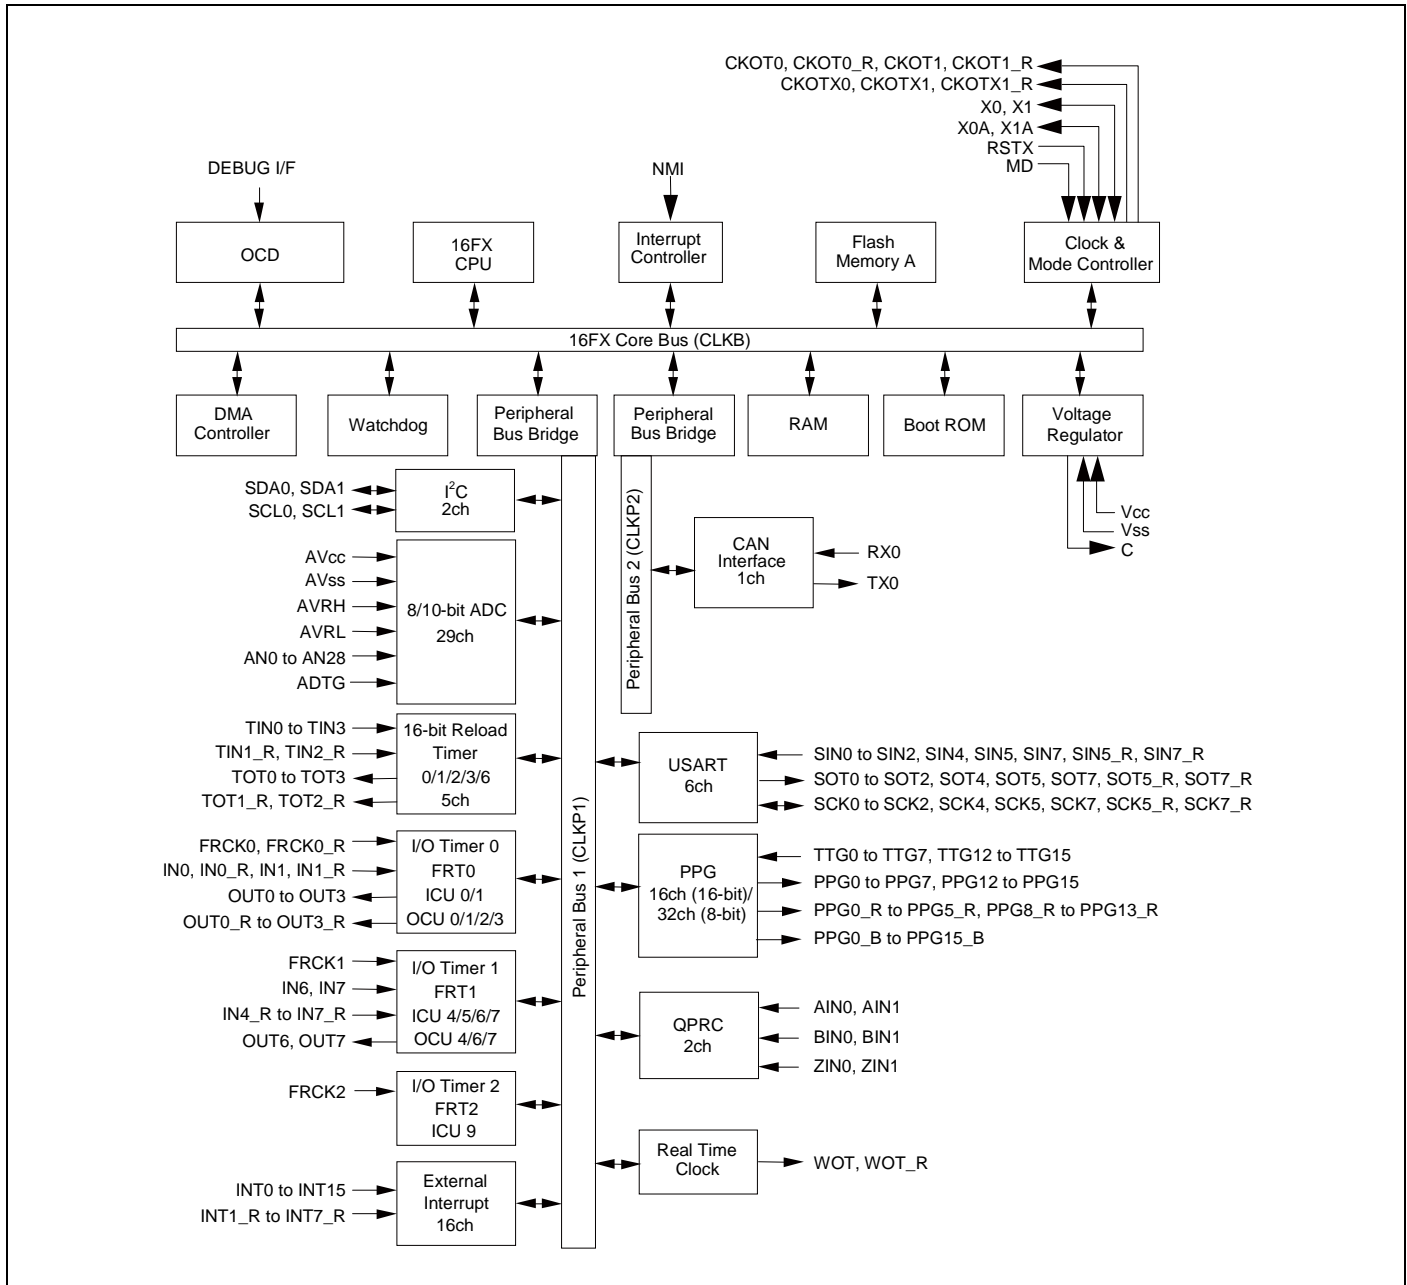 CKOT0, CKOT0_R, CKOT1, CKOT1_R
CKOTX0, CKOTX1, CKOTX1_R
X0, X1
X0A, X1A
RSTX
MD
DEBUG I/F
NMI
OCD
16FX
CPU
Interrupt
Controller
Flash
Memory A
Clock &
Mode Controller
16FX Core Bus (CLKB)
DMA
Controller
Watchdog
Peripheral
Bus Bridge
Peripheral
Bus Bridge
RAM
Boot ROM
Voltage
Regulator
Vcc
Vss
C
SDA0, SDA1
SCL0, SCL1
I²C
2ch
AVcc
AVss
AVRH
AVRL
AN0 to AN28
ADTG
8/10-bit ADC
29ch
TIN0 to TIN3
TIN1_R, TIN2_R
TOT0 to TOT3
TOT1_R, TOT2_R
16-bit Reload
Timer
0/1/2/3/6
5ch
FRCK0, FRCK0_R
IN0, IN0_R, IN1, IN1_R
OUT0 to OUT3
OUT0_R to OUT3_R
I/O Timer 0
FRT0
ICU 0/1
OCU 0/1/2/3
FRCK1
IN6, IN7
IN4_R to IN7_R
OUT6, OUT7
I/O Timer 1
FRT1
ICU 4/5/6/7
OCU 4/6/7
FRCK2
I/O Timer 2
FRT2
ICU 9
INT0 to INT15
INT1_R to INT7_R
External
Interrupt
16ch
Peripheral Bus 1 (CLKP1)
Peripheral Bus 2 (CLKP2)
CAN
Interface
1ch
RX0
TX0
USART
6ch
SIN0 to SIN2, SIN4, SIN5, SIN7, SIN5_R, SIN7_R
SOT0 to SOT2, SOT4, SOT5, SOT7, SOT5_R, SOT7_R
SCK0 to SCK2, SCK4, SCK5, SCK7, SCK5_R, SCK7_R
PPG
16ch (16-bit)/
32ch (8-bit)
TTG0 to TTG7, TTG12 to TTG15
PPG0 to PPG7, PPG12 to PPG15
PPG0_R to PPG5_R, PPG8_R to PPG13_R
PPG0_B to PPG15_B
QPRC
2ch
AIN0, AIN1
BIN0, BIN1
ZIN0, ZIN1
Real Time
Clock
WOT, WOT_R